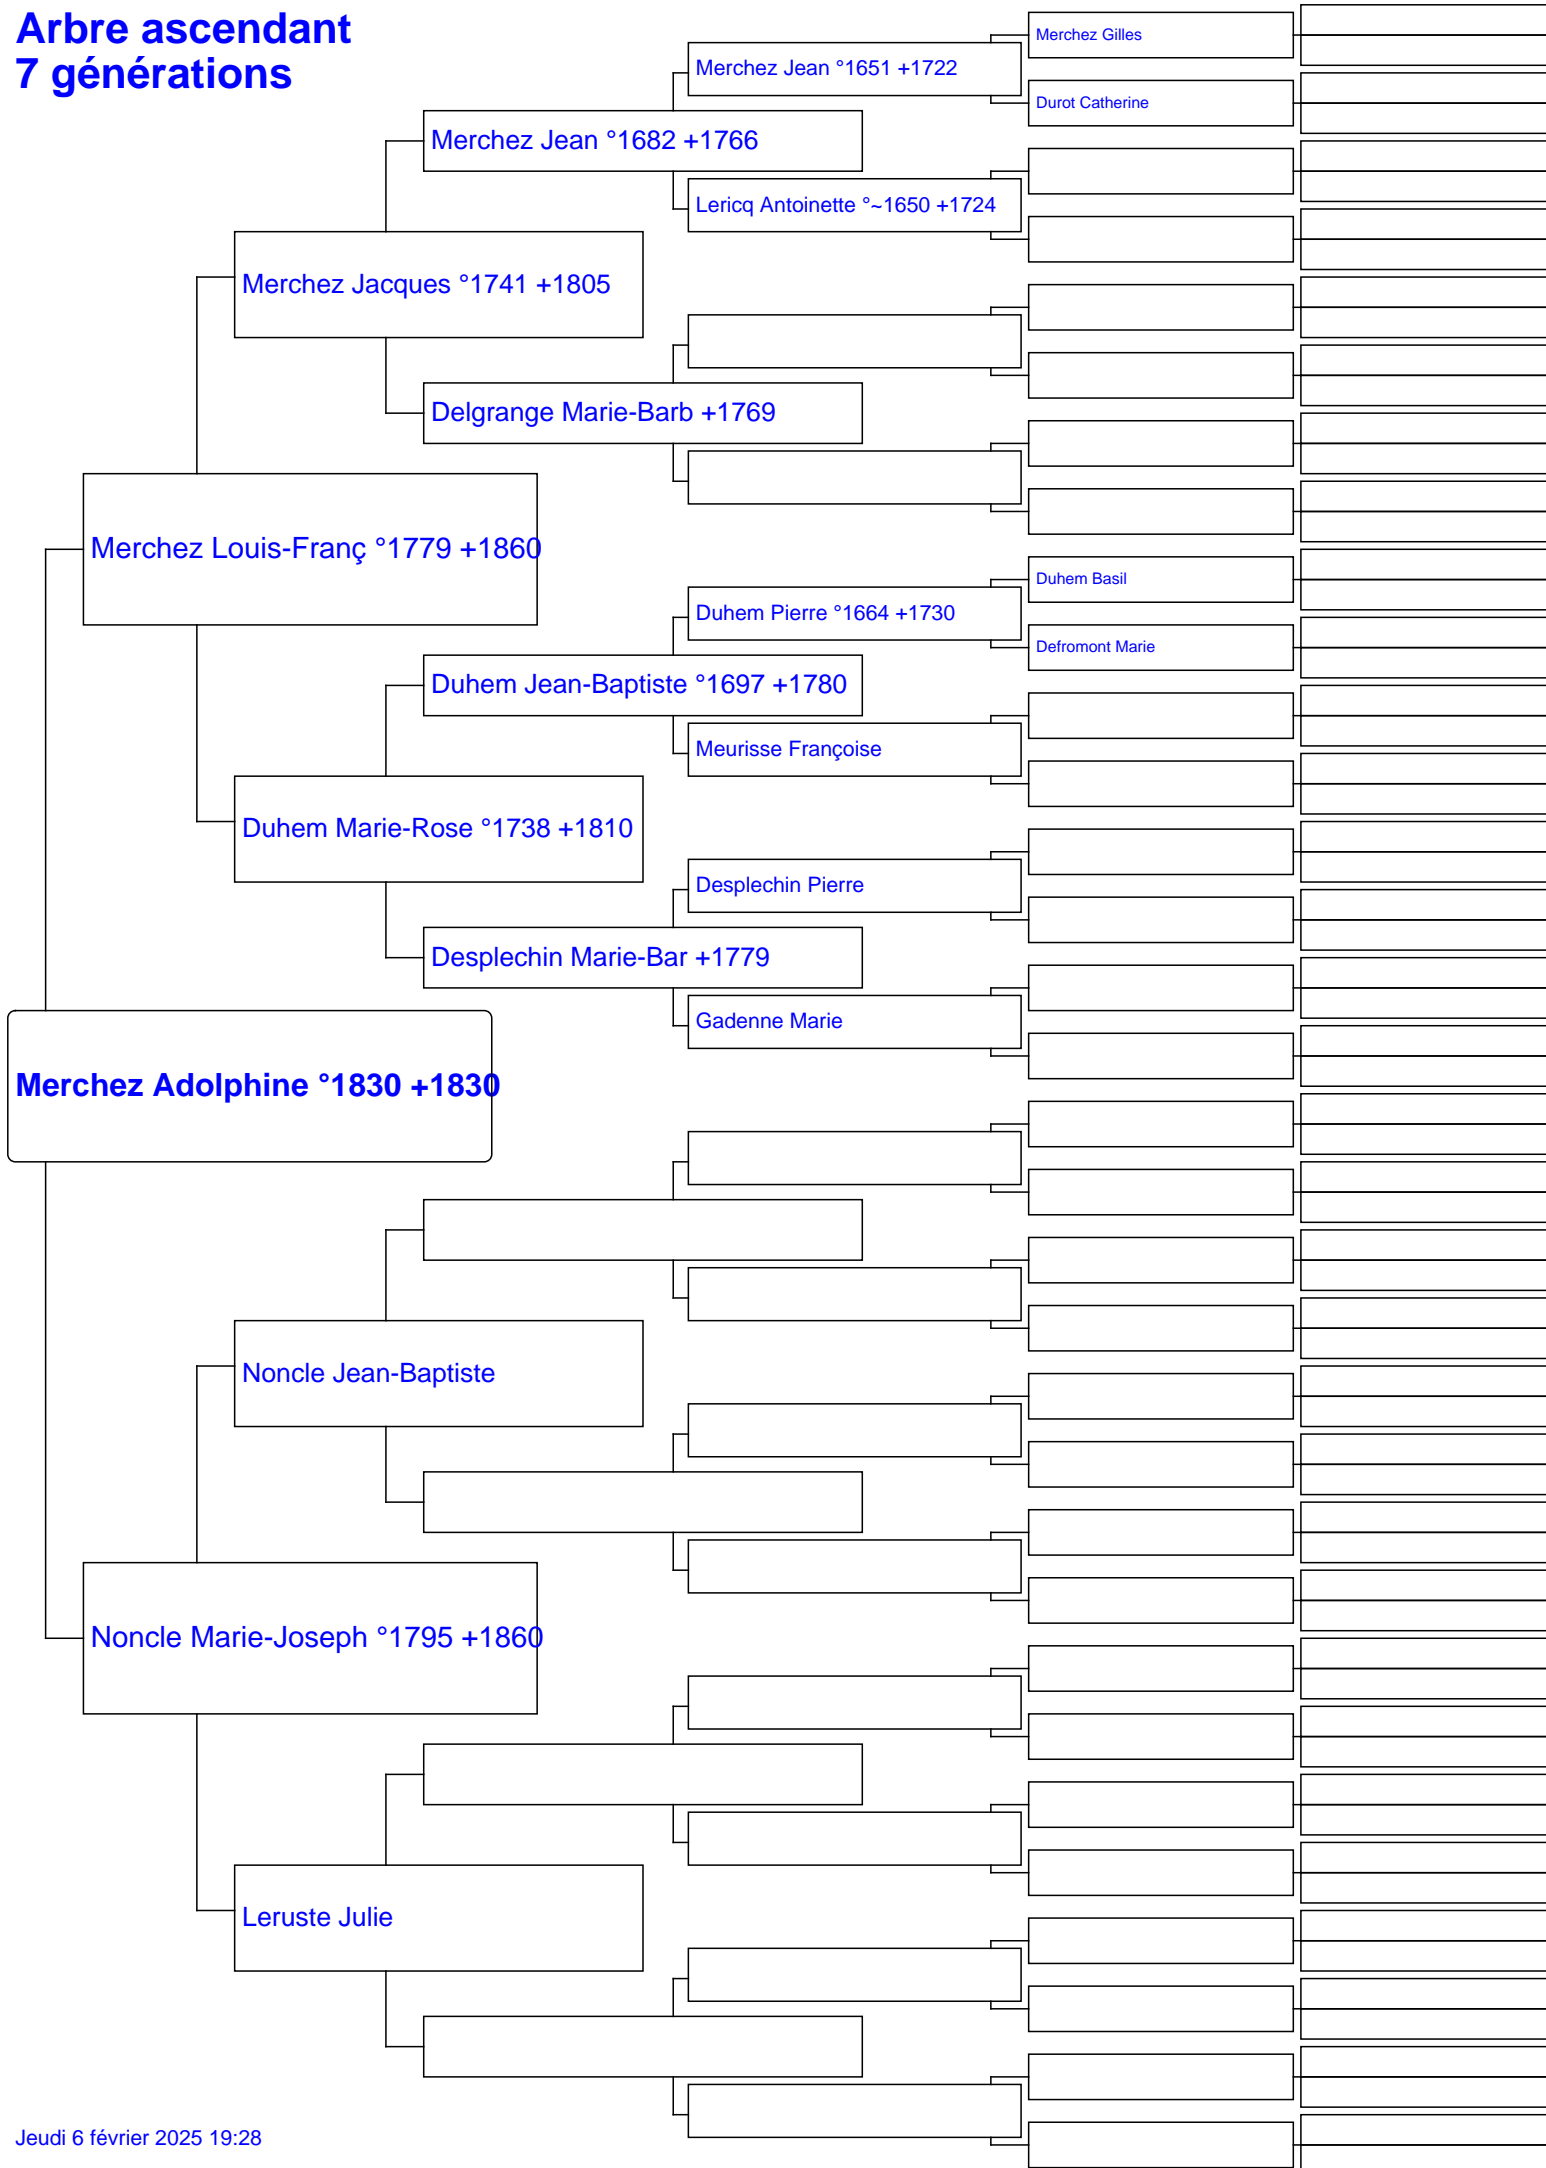 Arbre ascendant
7 générations
Merchez Gilles
Merchez Jean °1651 +1722
Durot Catherine
Merchez Jean °1682 +1766
Lericq Antoinette °~1650 +1724
Merchez Jacques °1741 +1805
Delgrange Marie-Barb +1769
Merchez Louis-Franç °1779 +1860
Duhem Basil
Duhem Pierre °1664 +1730
Defromont Marie
Duhem Jean-Baptiste °1697 +1780
Meurisse Françoise
Duhem Marie-Rose °1738 +1810
Desplechin Pierre
Desplechin Marie-Bar +1779
Gadenne Marie
Merchez Adolphine °1830 +1830
Noncle Jean-Baptiste
Noncle Marie-Joseph °1795 +1860
Leruste Julie
Jeudi 6 février 2025 19:28